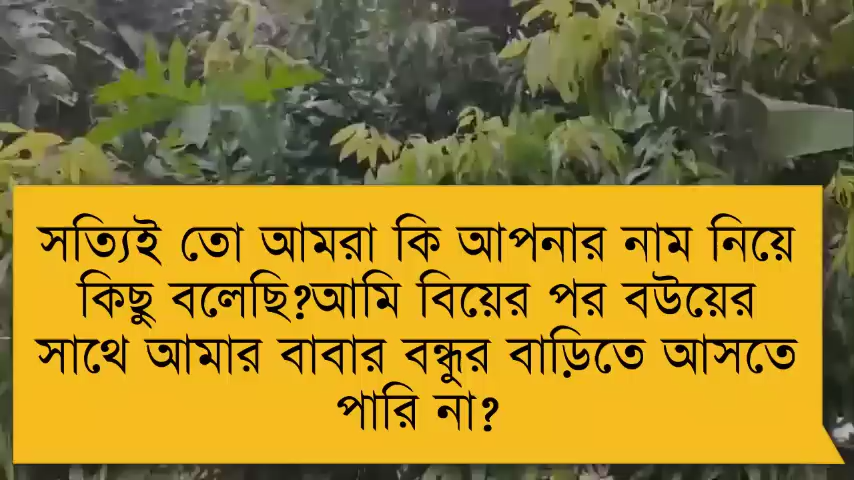 সত্যিই তো আমরা কি আপনার নাম নিয়ে
কিছু বলেছি?আমি বিয়ের পর বউয়ের
সাথে আমার বাবার বন্ধুর বাড়িতে আসতে
পারি না?